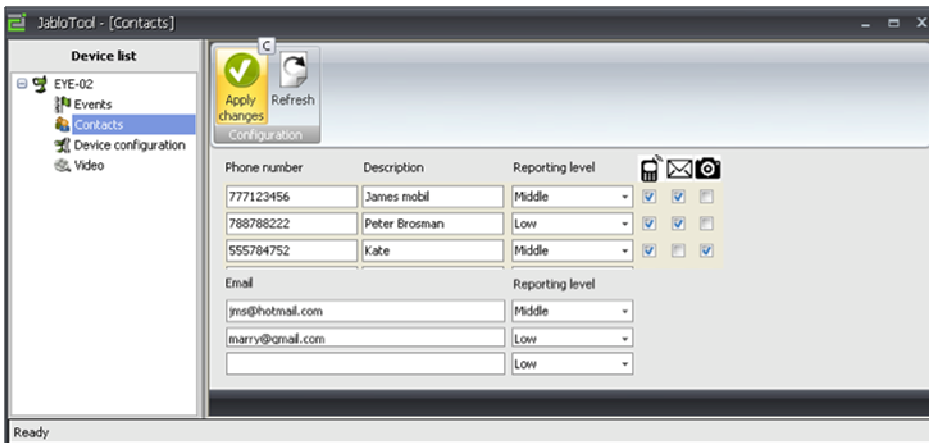 JabloTool - [Contacts]
Device list
EYE-02
Events
Contacts
Device configuration
Video
C
Apply changes
Refresh
Configuration
Phone number Description Reporting level
777123456 James mobil Middle
788788222 Peter Brosman Low
555784752 Kate Middle
Email Reporting level
jms@hotmail.com Middle
marry@gmail.com Low
Low
Ready